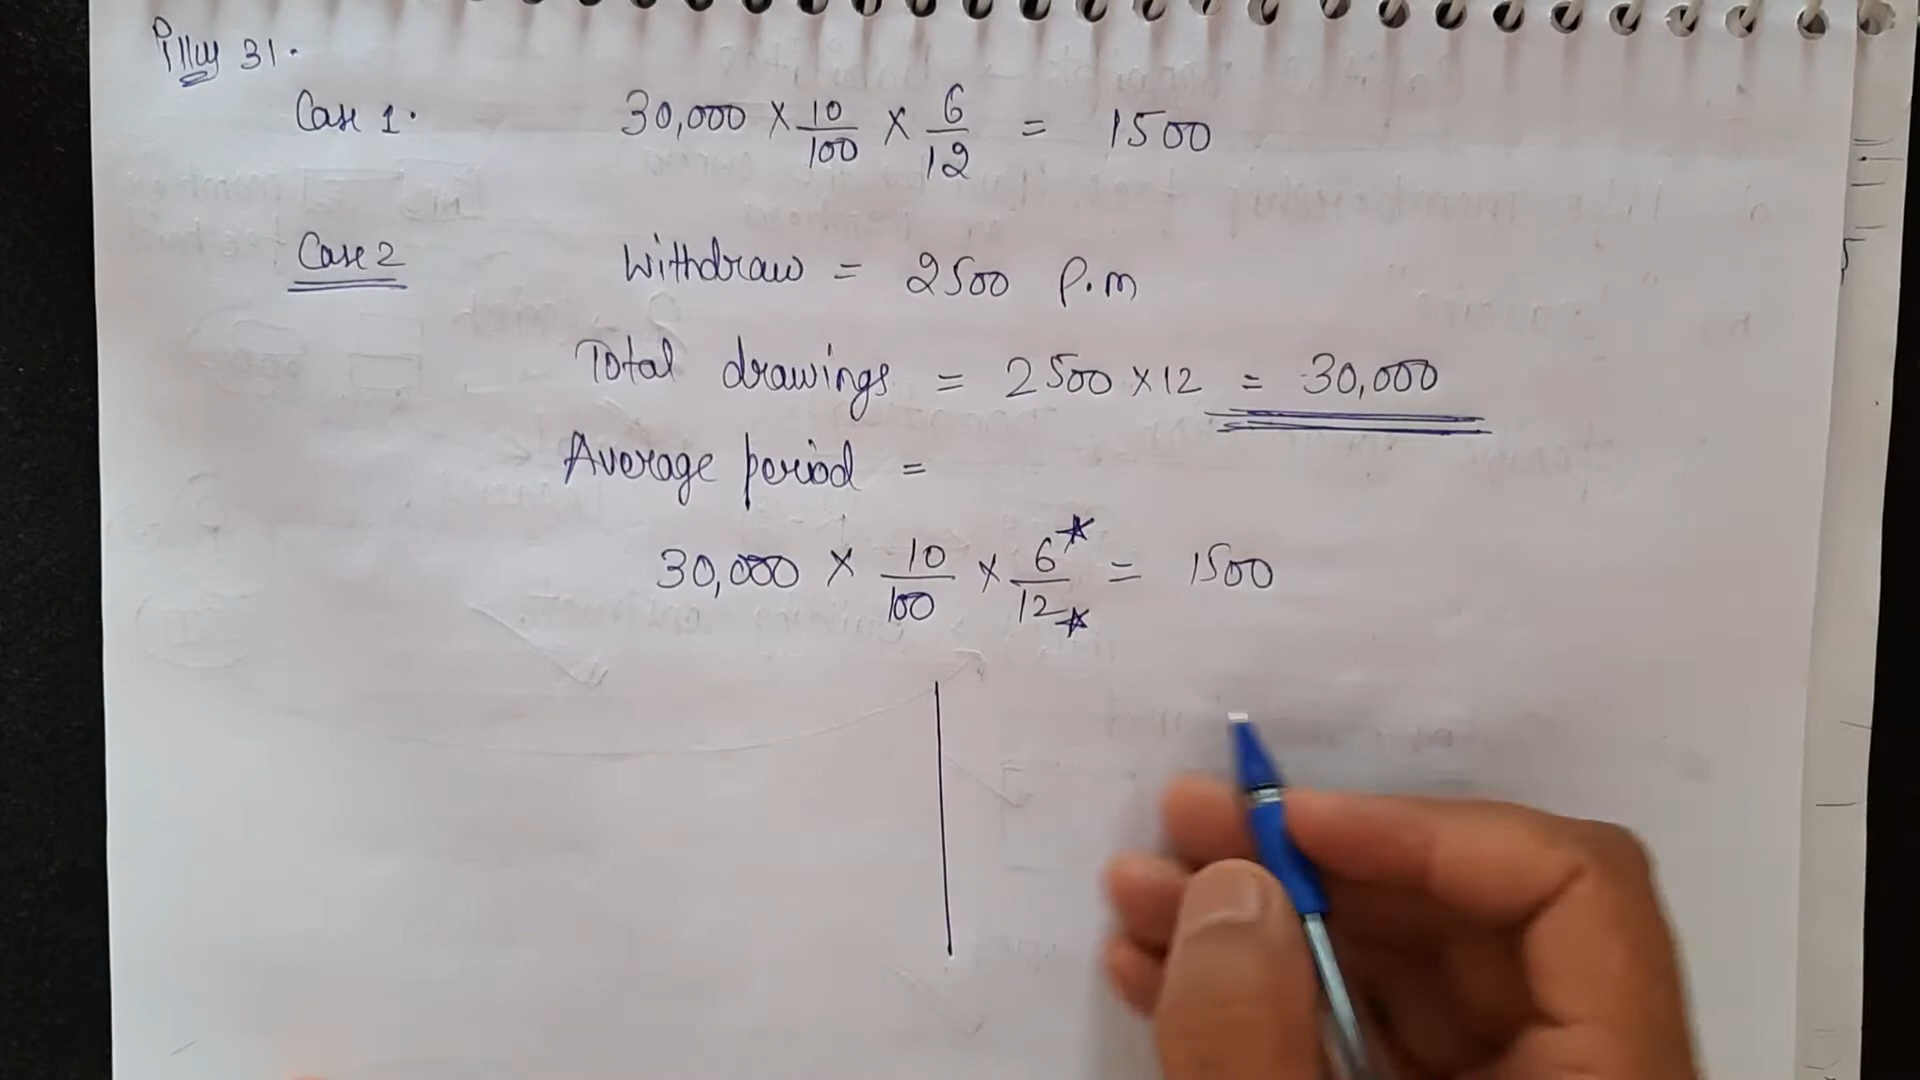 Illus 31.
Case 1. 30,000 × 10/100 × 6/12 = 1500
Case 2 Withdraw = 2500 P.m
Total drawings = 2500 × 12 = 30,000
Average period =
30,000 × 10/100 × 6*/12* = 1500